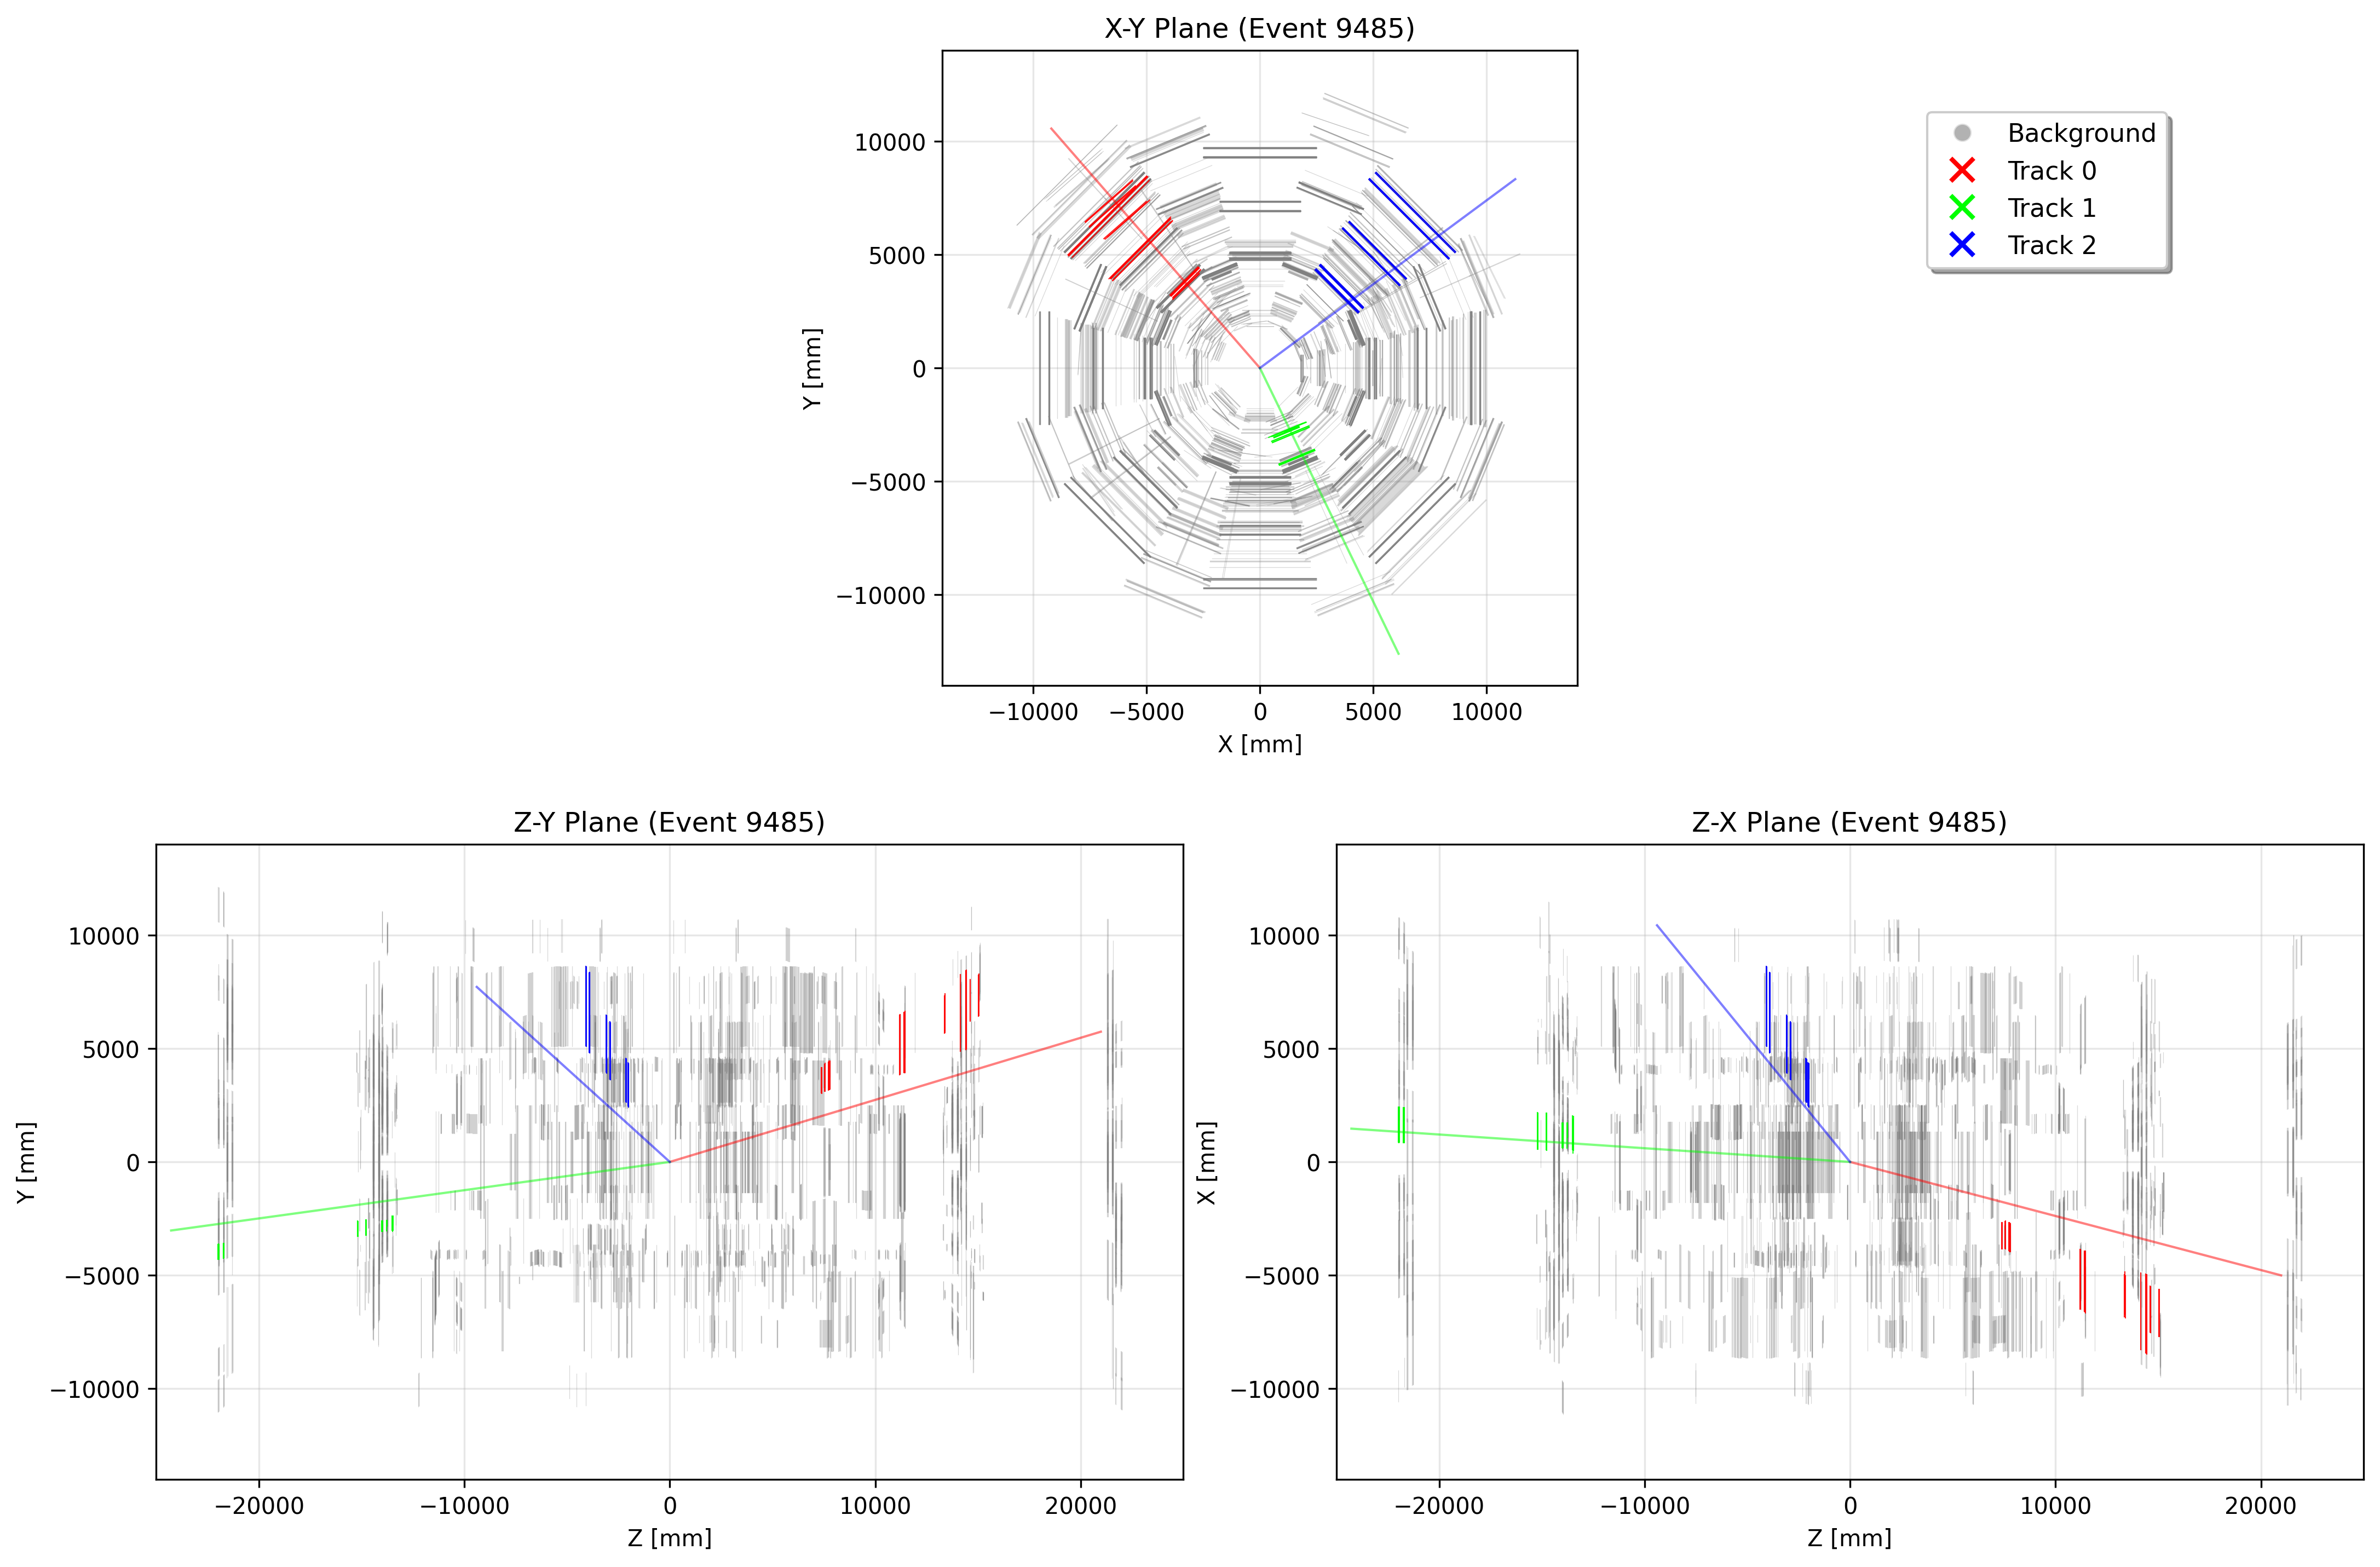 X-Y Plane (Event 9485)
10000
5000
0
−5000
−10000
Y [mm]
−10000 −5000 0 5000 10000
X [mm]
Background
Track 0
Track 1
Track 2
Z-Y Plane (Event 9485)
10000
5000
0
−5000
−10000
Y [mm]
−20000 −10000 0 10000 20000
Z [mm]
Z-X Plane (Event 9485)
10000
5000
0
−5000
−10000
X [mm]
−20000 −10000 0 10000 20000
Z [mm]